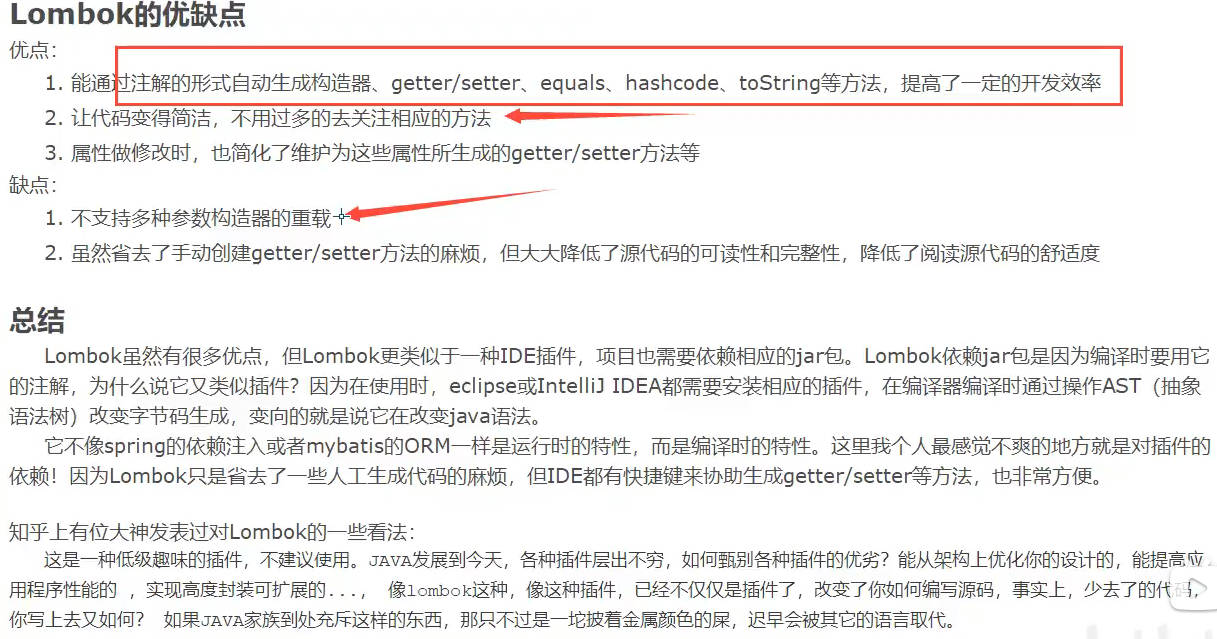 Lombok的优缺点
优点：
1. 能通过注解的形式自动生成构造器、getter/setter、equals、hashcode、toString等方法，提高了一定的开发效率
2. 让代码变得简洁，不用过多的去关注相应的方法
3. 属性做修改时，也简化了维护为这些属性所生成的getter/setter方法等
缺点：
1. 不支持多种参数构造器的重载
2. 虽然省去了手动创建getter/setter方法的麻烦，但大大降低了源代码的可读性和完整性，降低了阅读源代码的舒适度
总结
Lombok虽然有很多优点，但Lombok更类似于一种IDE插件，项目也需要依赖相应的jar包。Lombok依赖jar包是因为编译时要用它
的注解，为什么说它又类似插件？因为在使用时，eclipse或IntelliJ IDEA都需要安装相应的插件，在编译器编译时通过操作AST（抽象
语法树）改变字节码生成，变向的就是说它在改变java语法。
它不像spring的依赖注入或者mybatis的ORM一样是运行时的特性，而是编译时的特性。这里我个人最感觉不爽的地方就是对插件的
依赖！因为Lombok只是省去了一些人工生成代码的麻烦，但IDE都有快捷键来协助生成getter/setter等方法，也非常方便。
知乎上有位大神发表过对Lombok的一些看法：
这是一种低级趣味的插件，不建议使用。JAVA发展到今天，各种插件层出不穷，如何甄别各种插件的优劣？能从架构上优化你的设计的，能提高应
用程序性能的 ，实现高度封装可扩展的...， 像lombok这种，像这种插件，已经不仅仅是插件了，改变了你如何编写源码，事实上，少去了的代码，
你写上去又如何？ 如果JAVA家族到处充斥这样的东西，那只不过是一坨披着金属颜色的屎，迟早会被其它的语言取代。